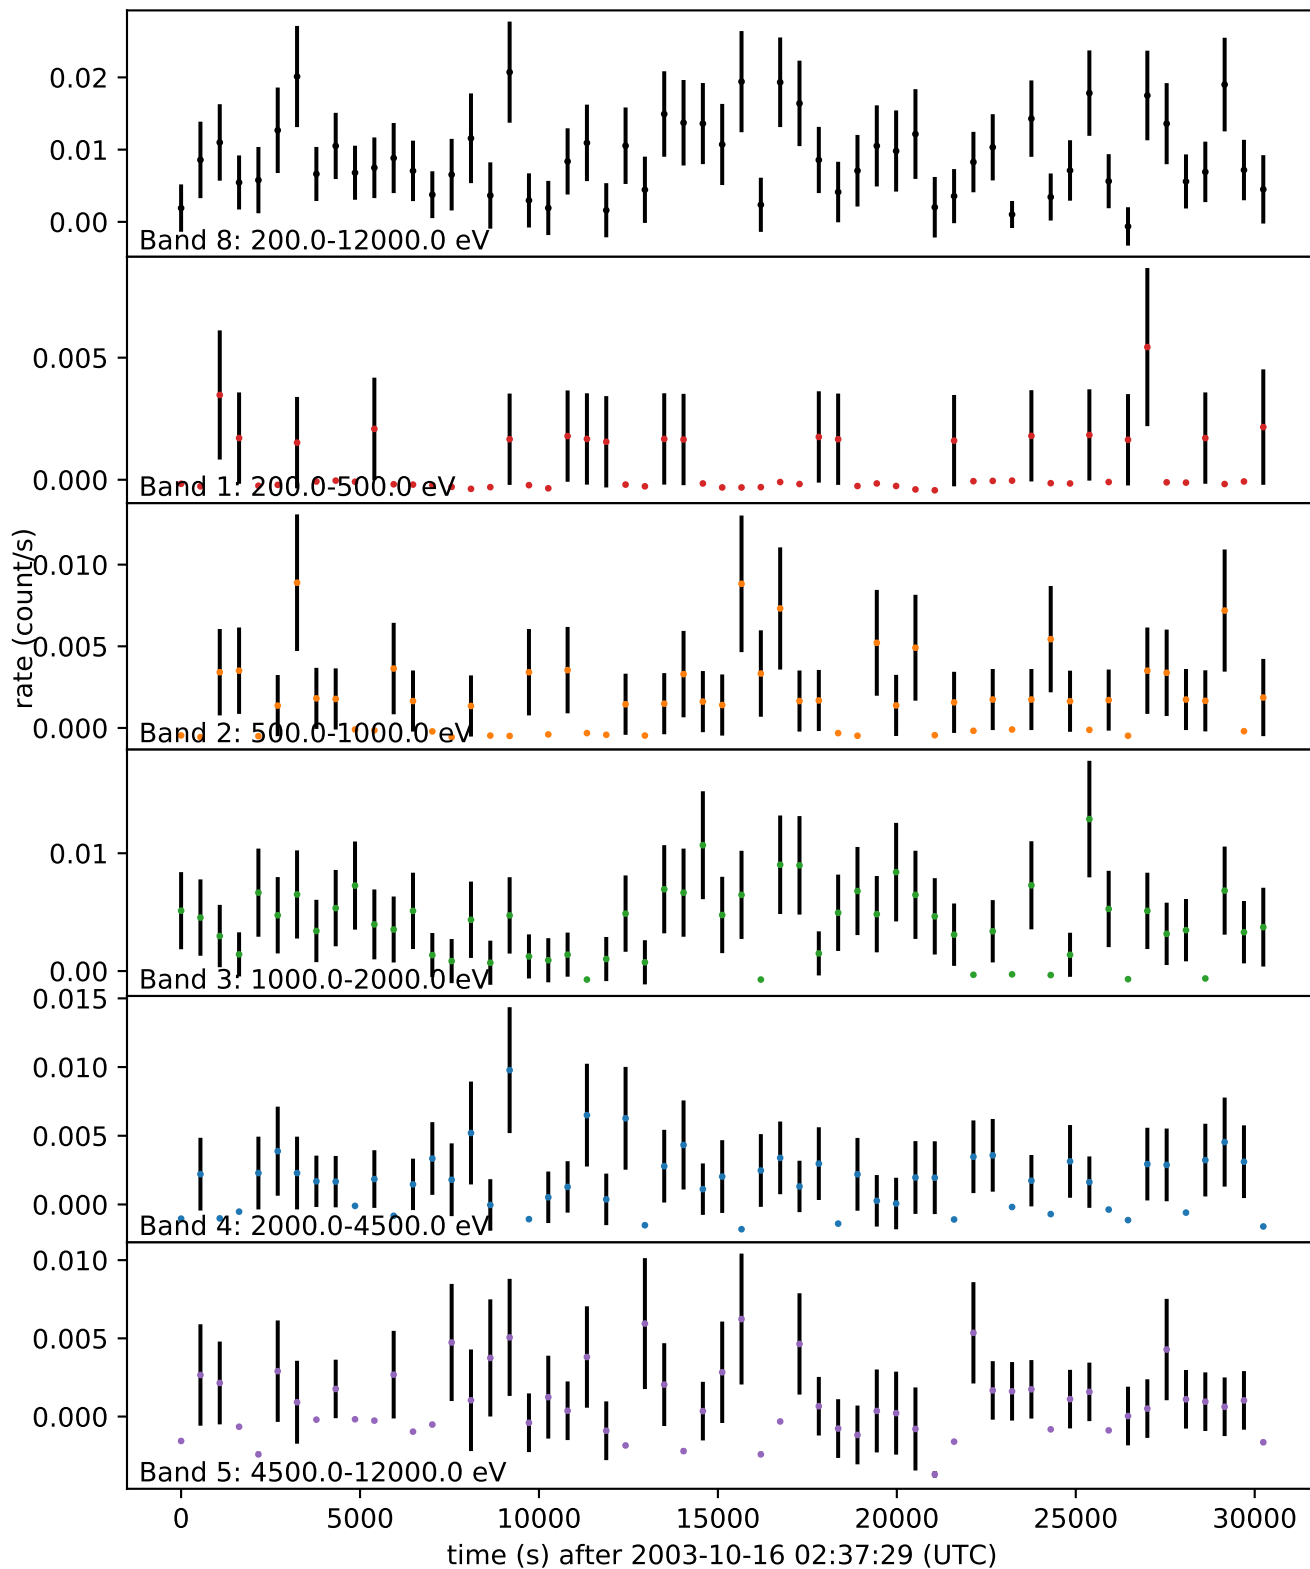 0.02
0.01
0.00
Band 8: 200.0-12000.0 eV
0.005
0.000
Band 1: 200.0-500.0 eV
rate (count/s)
0.010
0.005
0.000
Band 2: 500.0-1000.0 eV
0.01
0.00
Band 3: 1000.0-2000.0 eV
0.015
0.010
0.005
0.000
Band 4: 2000.0-4500.0 eV
0.010
0.005
0.000
Band 5: 4500.0-12000.0 eV
0 5000 10000 15000 20000 25000 30000
time (s) after 2003-10-16 02:37:29 (UTC)